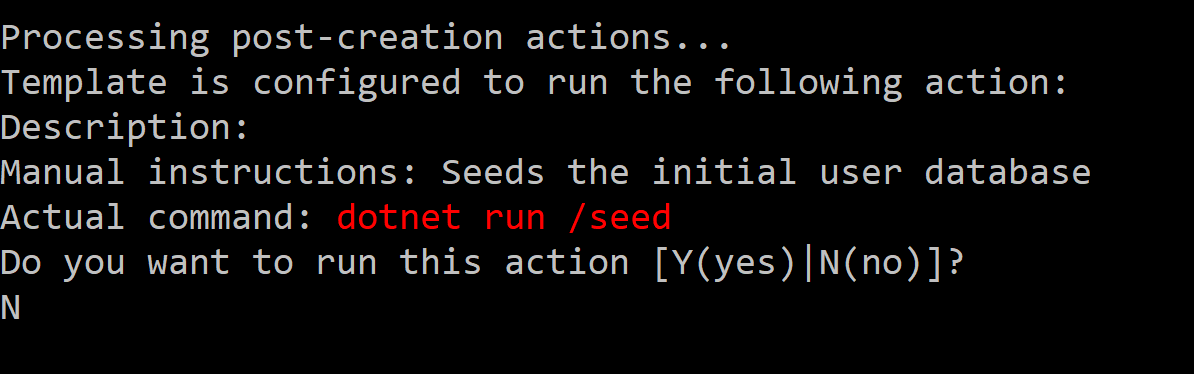 Processing post-creation actions...
Template is configured to run the following action:
Description:
Manual instructions: Seeds the initial user database
Actual command: dotnet run /seed
Do you want to run this action [Y(yes)|N(no)]?
N